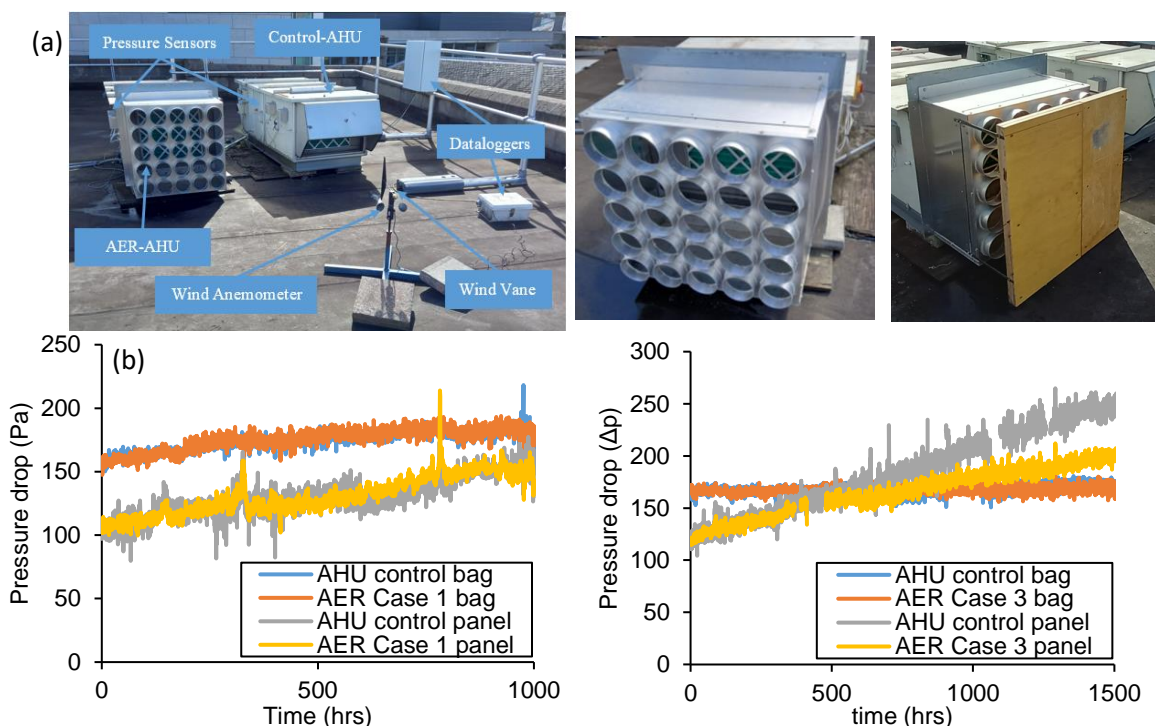 (a)
Pressure Sensors
Control-AHU
Dataloggers
AER-AHU
Wind Anemometer
Wind Vane
(b)
Pressure drop (Pa)
250
200
150
100
50
0
0
500
1000
Time (hrs)
AHU control bag
AER Case 1 bag
AHU control panel
AER Case 1 panel
Pressure drop (Δp)
300
250
200
150
100
50
0
0
500
1000
1500
time (hrs)
AHU control bag
AER Case 3 bag
AHU control panel
AER Case 3 panel